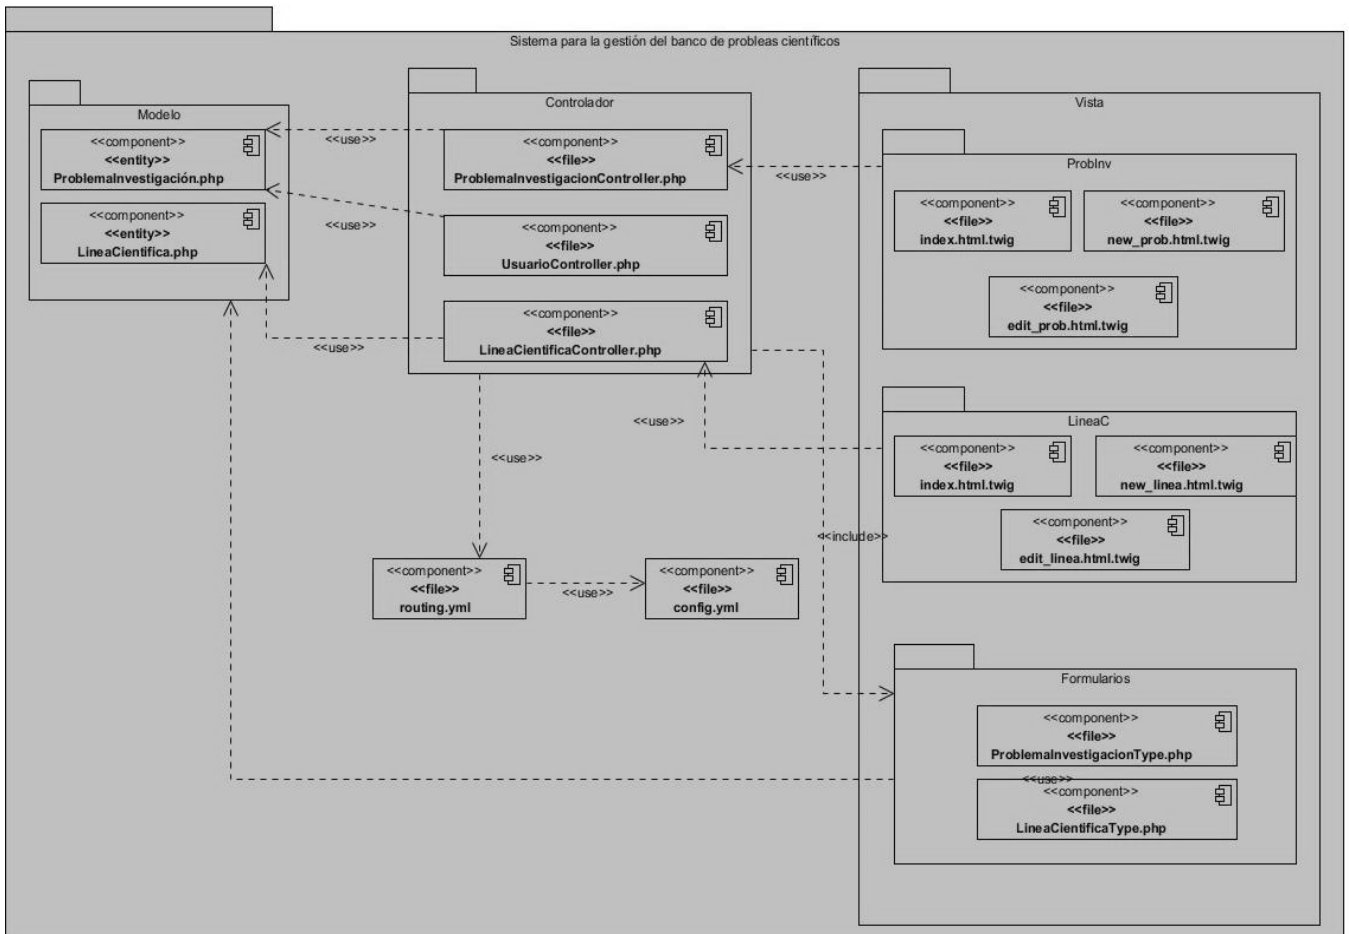 Sistema para la gestión del banco de probleas científicos
Modelo
<<component>>
<<entity>>
ProblemaInvestigación.php
<<component>>
<<entity>>
LineaCientifica.php
<<use>>
<<use>>
<<use>>
Controlador
<<component>>
<<file>>
ProblemaInvestigacionController.php
<<component>>
<<file>>
UsuarioController.php
<<component>>
<<file>>
LineaCientificaController.php
<<use>>
<<use>>
<<use>>
<<component>>
<<file>>
routing.yml
<<use>>
<<component>>
<<file>>
config.yml
<<include>>
Vista
ProbInv
<<component>>
<<file>>
index.html.twig
<<component>>
<<file>>
new_prob.html.twig
<<component>>
<<file>>
edit_prob.html.twig
LineaC
<<component>>
<<file>>
index.html.twig
<<component>>
<<file>>
new_linea.html.twig
<<component>>
<<file>>
edit_linea.html.twig
Formularios
<<component>>
<<file>>
ProblemaInvestigacionType.php
<<use>>
<<component>>
<<file>>
LineaCientificaType.php